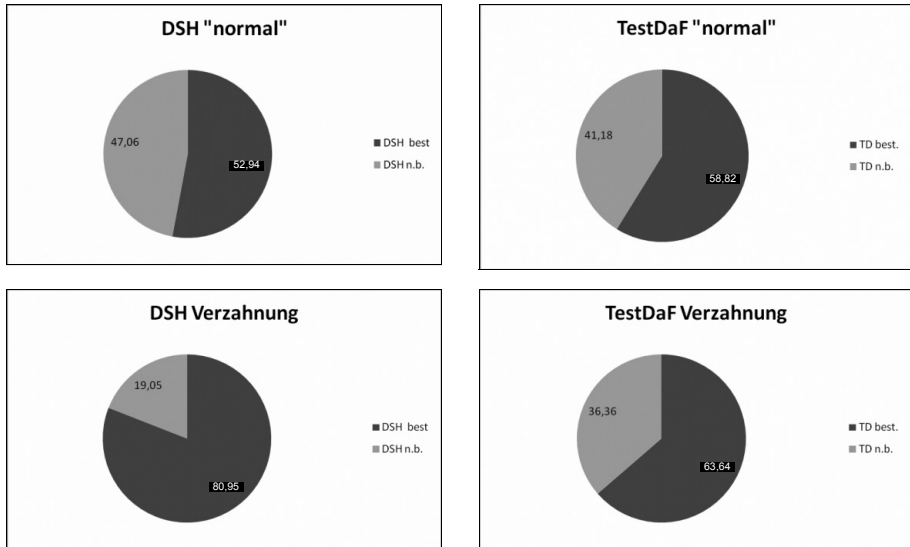 DSH "normal"
47,06
52,94
DSH best
DSH n.b.
TestDaF "normal"
41,18
58,82
TD best.
TD n.b.
DSH Verzahnung
19,05
80,95
DSH best
DSH n.b.
TestDaF Verzahnung
36,36
63,64
TD best.
TD n.b.